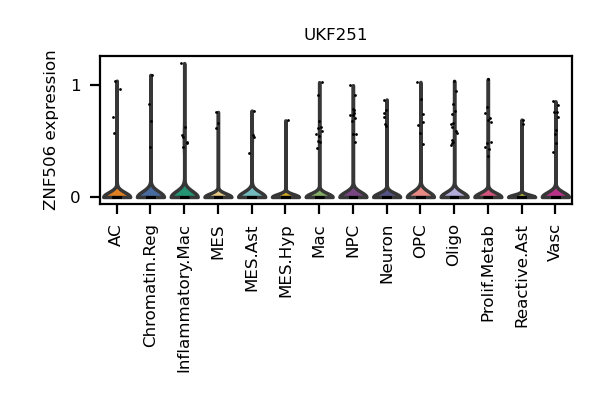 UKF251
ZNF506 expression
1
0
AC
Chromatin.Reg
Inflammatory.Mac
MES
MES.Ast
MES.Hyp
Mac
NPC
Neuron
OPC
Oligo
Prolif.Metab
Reactive.Ast
Vasc